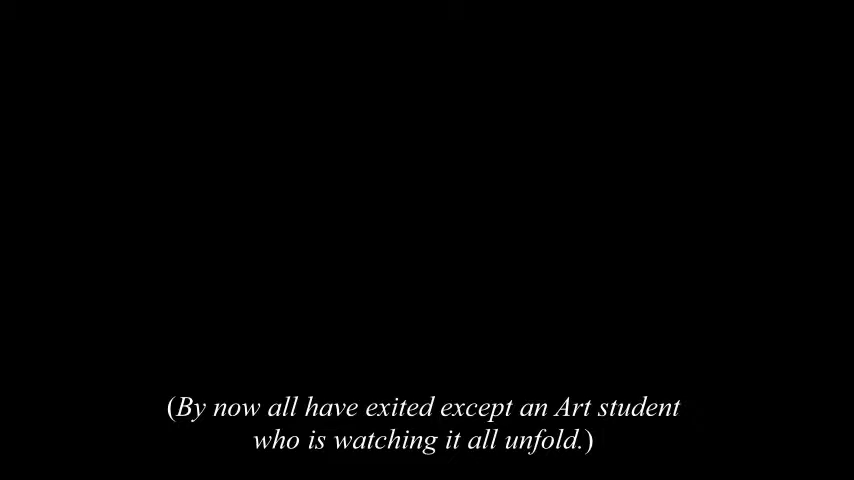 (By now all have exited except an Art student
who is watching it all unfold.)